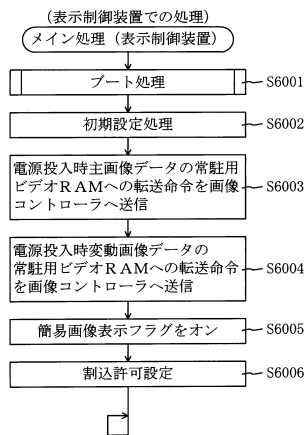 (表示制御装置での処理)
メイン処理(表示制御装置)
ブート処理
S6001
初期設定処理
S6002
電源投入時主画像データの常駐用
ビデオRAMへの転送命令を画像
コントローラへ送信
S6003
電源投入時変動画像データの
常駐用ビデオRAMへの転送命令
を画像コントローラへ送信
S6004
簡易画像表示フラグをオン
S6005
割込許可設定
S6006